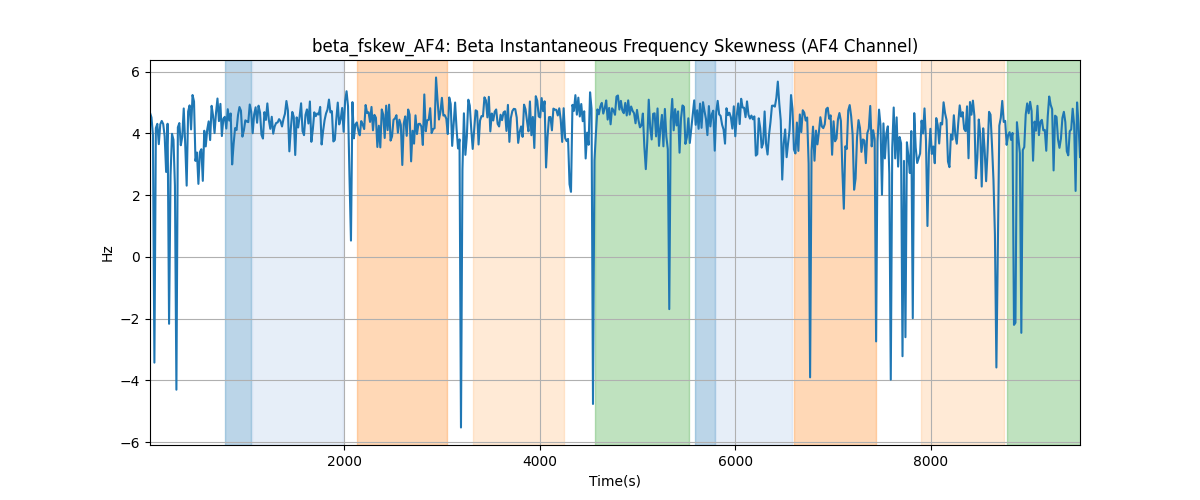 beta_fskew_AF4: Beta Instantaneous Frequency Skewness (AF4 Channel)
6
4
2
0
−2
−4
−6
Hz
2000 4000 6000 8000
Time(s)